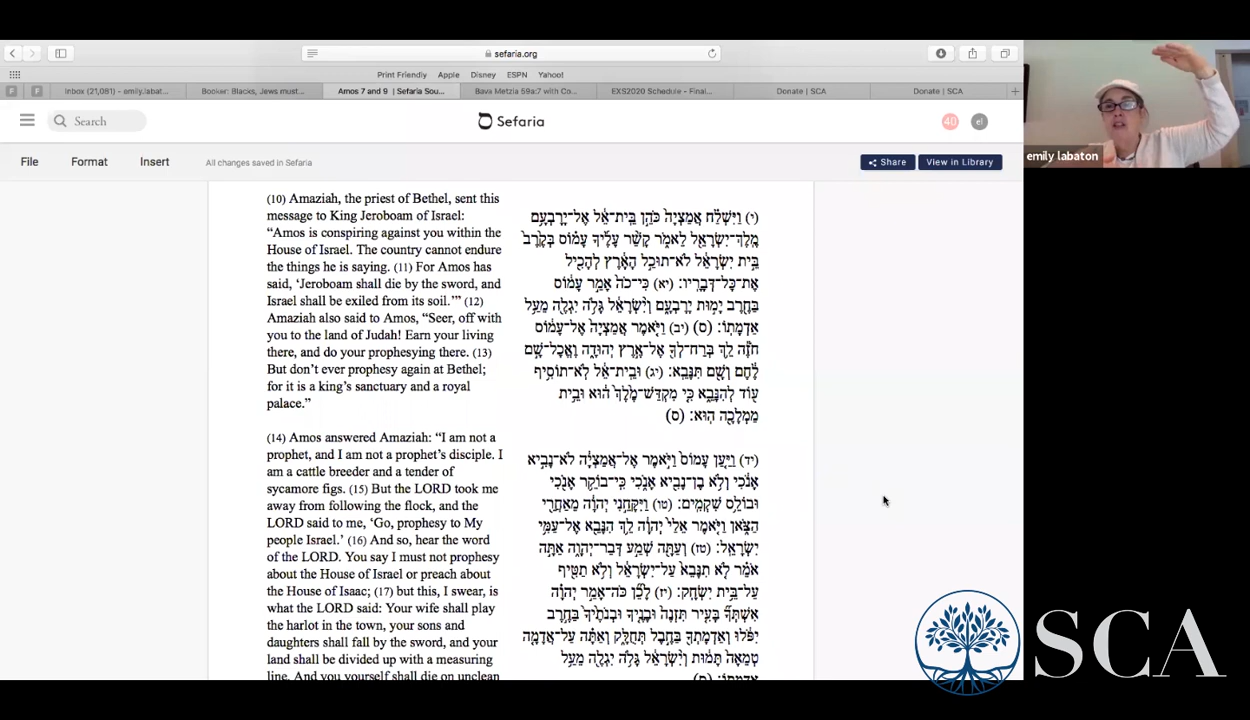 sefaria.org
Print Friendly Apple Disney ESPN Yahoo!
Inbox (21,081) - emily.labat...
Booker: Blacks, Jews must...
Amos 7 and 9 | Sefaria Sou...
Bava Metzia 59a:7 with Co...
EXS2020 Schedule - Final...
Donate | SCA
Donate | SCA
Search
Sefaria
4U
el
File Format Insert
All changes saved in Sefaria
Share
View in Library
emily labaton
(10) Amaziah, the priest of Bethel, sent this
message to King Jeroboam of Israel:
“Amos is conspiring against you within the
House of Israel. The country cannot endure
the things he is saying. (11) For Amos has
said, ‘Jeroboam shall die by the sword, and
Israel shall be exiled from its soil.’” (12)
Amaziah also said to Amos, “Seer, off with
you to the land of Judah! Earn your living
there, and do your prophesying there. (13)
But don’t ever prophesy again at Bethel;
for it is a king’s sanctuary and a royal
palace.”
(י) וַיִּשְׁלַ֗ח אֲמַצְיָה֙ כֹּהֵ֣ן בֵּֽית־אֵ֔ל אֶל־יָרׇבְעָ֥ם
מֶֽלֶךְ־יִשְׂרָאֵ֖ל לֵאמֹ֑ר קָשַׁ֨ר עָלֶ֜יךָ עָמ֗וֹס בְּקֶ֙רֶב֙
בֵּ֣ית יִשְׂרָאֵ֔ל לֹא־תוּכַ֣ל הָאָ֔רֶץ לְהָכִ֖יל
אֶת־כׇּל־דְּבָרָֽיו׃ (יא) כִּי־כֹה֙ אָמַ֣ר עָמ֔וֹס
בַּחֶ֖רֶב יָמ֣וּת יָרׇבְעָ֑ם וְיִ֨שְׂרָאֵ֔ל גָּלֹ֥ה יִגְלֶ֖ה מֵעַ֥ל
אַדְמָתֽוֹ׃ (ס) (יב) וַיֹּ֤אמֶר אֲמַצְיָה֙ אֶל־עָמ֔וֹס
חֹזֶ֕ה לֵ֥ךְ בְּרַח־לְךָ֖ אֶל־אֶ֣רֶץ יְהוּדָ֑ה וֶאֱכׇל־שָׁ֣ם
לֶ֔חֶם וְשָׁ֖ם תִּנָּבֵֽא׃ (יג) וּבֵֽית־אֵ֔ל לֹֽא־תוֹסִ֥יף
ע֖וֹד לְהִנָּבֵ֑א כִּ֤י מִקְדַּשׁ־מֶ֙לֶךְ֙ ה֔וּא וּבֵ֥ית
מַמְלָכָ֖ה הֽוּא׃ (ס)
(14) Amos answered Amaziah: “I am not a
prophet, and I am not a prophet’s disciple. I
am a cattle breeder and a tender of
sycamore figs. (15) But the LORD took me
away from following the flock, and the
LORD said to me, ‘Go, prophesy to My
people Israel.’ (16) And so, hear the word
of the LORD. You say I must not prophesy
about the House of Israel or preach about
the House of Isaac; (17) but this, I swear, is
what the LORD said: Your wife shall play
the harlot in the town, your sons and
daughters shall fall by the sword, and your
land shall be divided up with a measuring
line. And you yourself shall die on unclean
(יד) וַיַּ֤עַן עָמוֹס֙ וַיֹּ֣אמֶר אֶל־אֲמַצְיָ֔ה לֹא־נָבִ֣יא
אָנֹ֔כִי וְלֹ֥א בֶן־נָבִ֖יא אָנֹ֑כִי כִּֽי־בוֹקֵ֥ר אָנֹ֖כִי
וּבוֹלֵ֥ס שִׁקְמִֽים׃ (טו) וַיִּקָּחֵ֣נִי יְהֹוָ֔ה מֵאַחֲרֵ֖י
הַצֹּ֑אן וַיֹּ֤אמֶר אֵלַי֙ יְהֹוָ֔ה לֵ֥ךְ הִנָּבֵ֖א אֶל־עַמִּ֥י
יִשְׂרָאֵֽל׃ (טז) וְעַתָּ֖ה שְׁמַ֣ע דְּבַר־יְהֹוָ֑ה אַתָּ֣ה
אֹמֵ֗ר לֹ֤א תִנָּבֵא֙ עַל־יִשְׂרָאֵ֔ל וְלֹ֥א תַטִּ֖יף
עַל־בֵּ֥ית יִשְׂחָֽק׃ (יז) לָכֵ֞ן כֹּה־אָמַ֣ר יְהֹוָ֗ה
אִשְׁתְּךָ֞ בָּעִ֤יר תִּזְנֶה֙ וּבָנֶ֤יךָ וּבְנֹתֶ֙יךָ֙ בַּחֶ֣רֶב
יִפֹּ֔לוּ וְאַדְמָתְךָ֖ בַּחֶ֣בֶל תְּחֻלָּ֑ק וְאַתָּ֗ה עַל־אֲדָמָ֤ה
טְמֵאָה֙ תָּמ֔וּת וְיִ֨שְׂרָאֵ֔ל גָּלֹ֥ה יִגְלֶ֖ה מֵעַ֥ל
אַדְמָתֽוֹ׃ (ס)
SCA